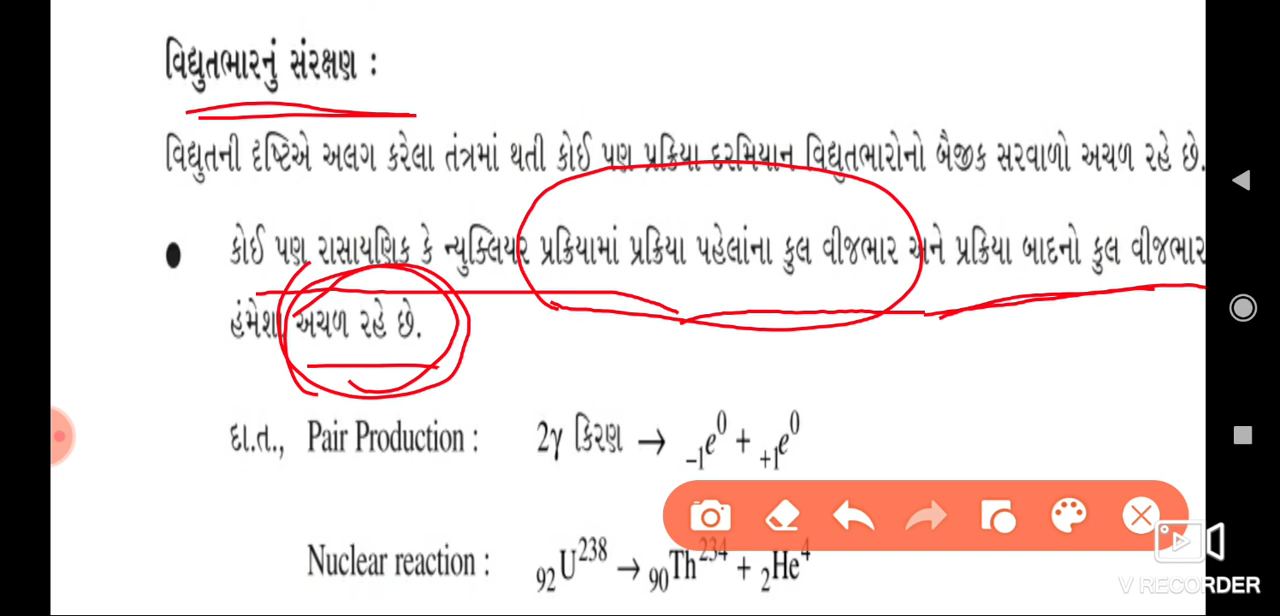 વિદ્યુતભારનું સંરક્ષણ :
વિદ્યુતની દૃષ્ટિએ અલગ કરેલા તંત્રમાં થતી કોઈ પણ પ્રક્રિયા દરમિયાન વિદ્યુતભારોનો બૈજીક સરવાળો અચળ રહે છે.
● કોઈ પણ રાસાયણિક કે ન્યુક્લિયર પ્રક્રિયામાં પ્રક્રિયા પહેલાંના કુલ વીજભાર અને પ્રક્રિયા બાદનો કુલ વીજભાર
હંમેશા અચળ રહે છે.
દા.ત., Pair Production : 2γ કિરણ → ₋₁e⁰ + ₊₁e⁰
Nuclear reaction : ₉₂U²³⁸ → ₉₀Th²³⁴ + ₂He⁴
V RECORDER